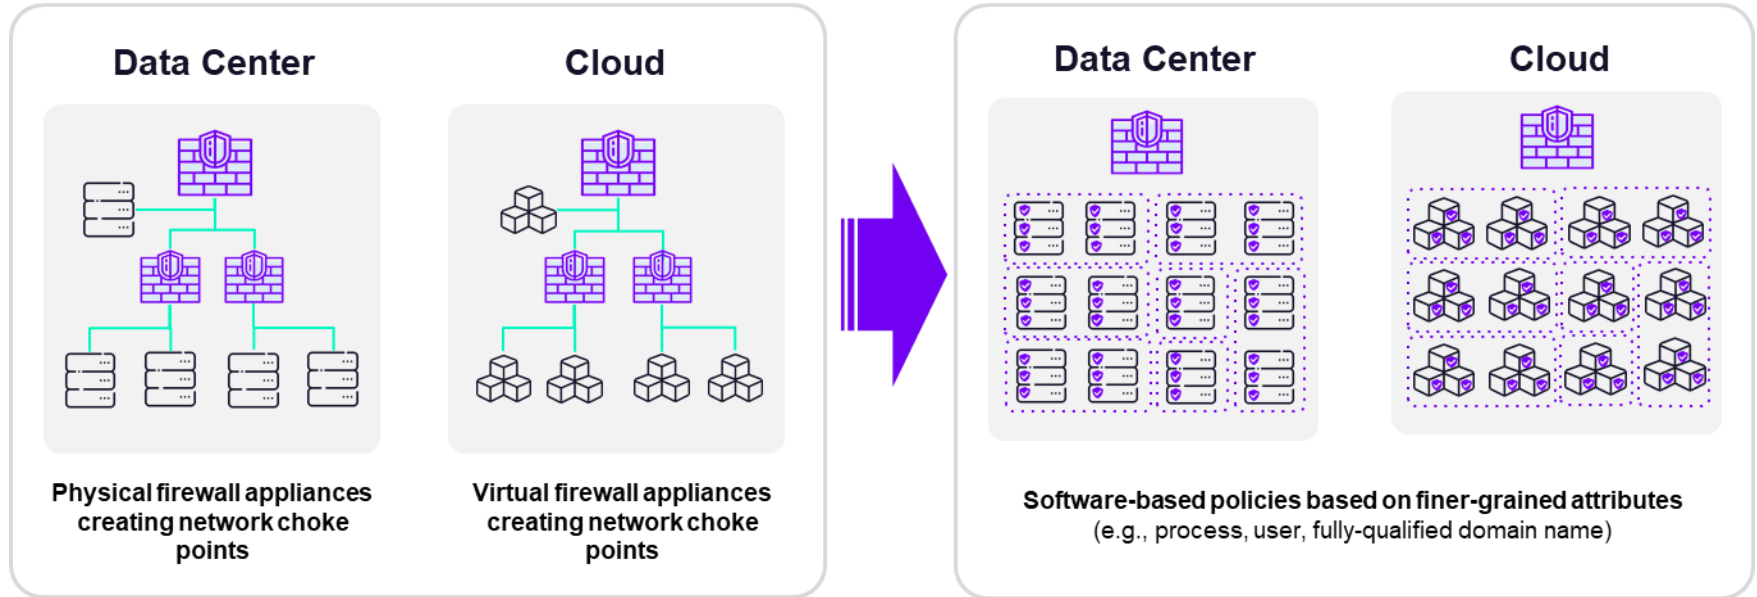 Data Center
Cloud
Physical firewall appliances
creating network choke
points
Virtual firewall appliances
creating network choke
points
Data Center
Cloud
Software-based policies based on finer-grained attributes
(e.g., process, user, fully-qualified domain name)